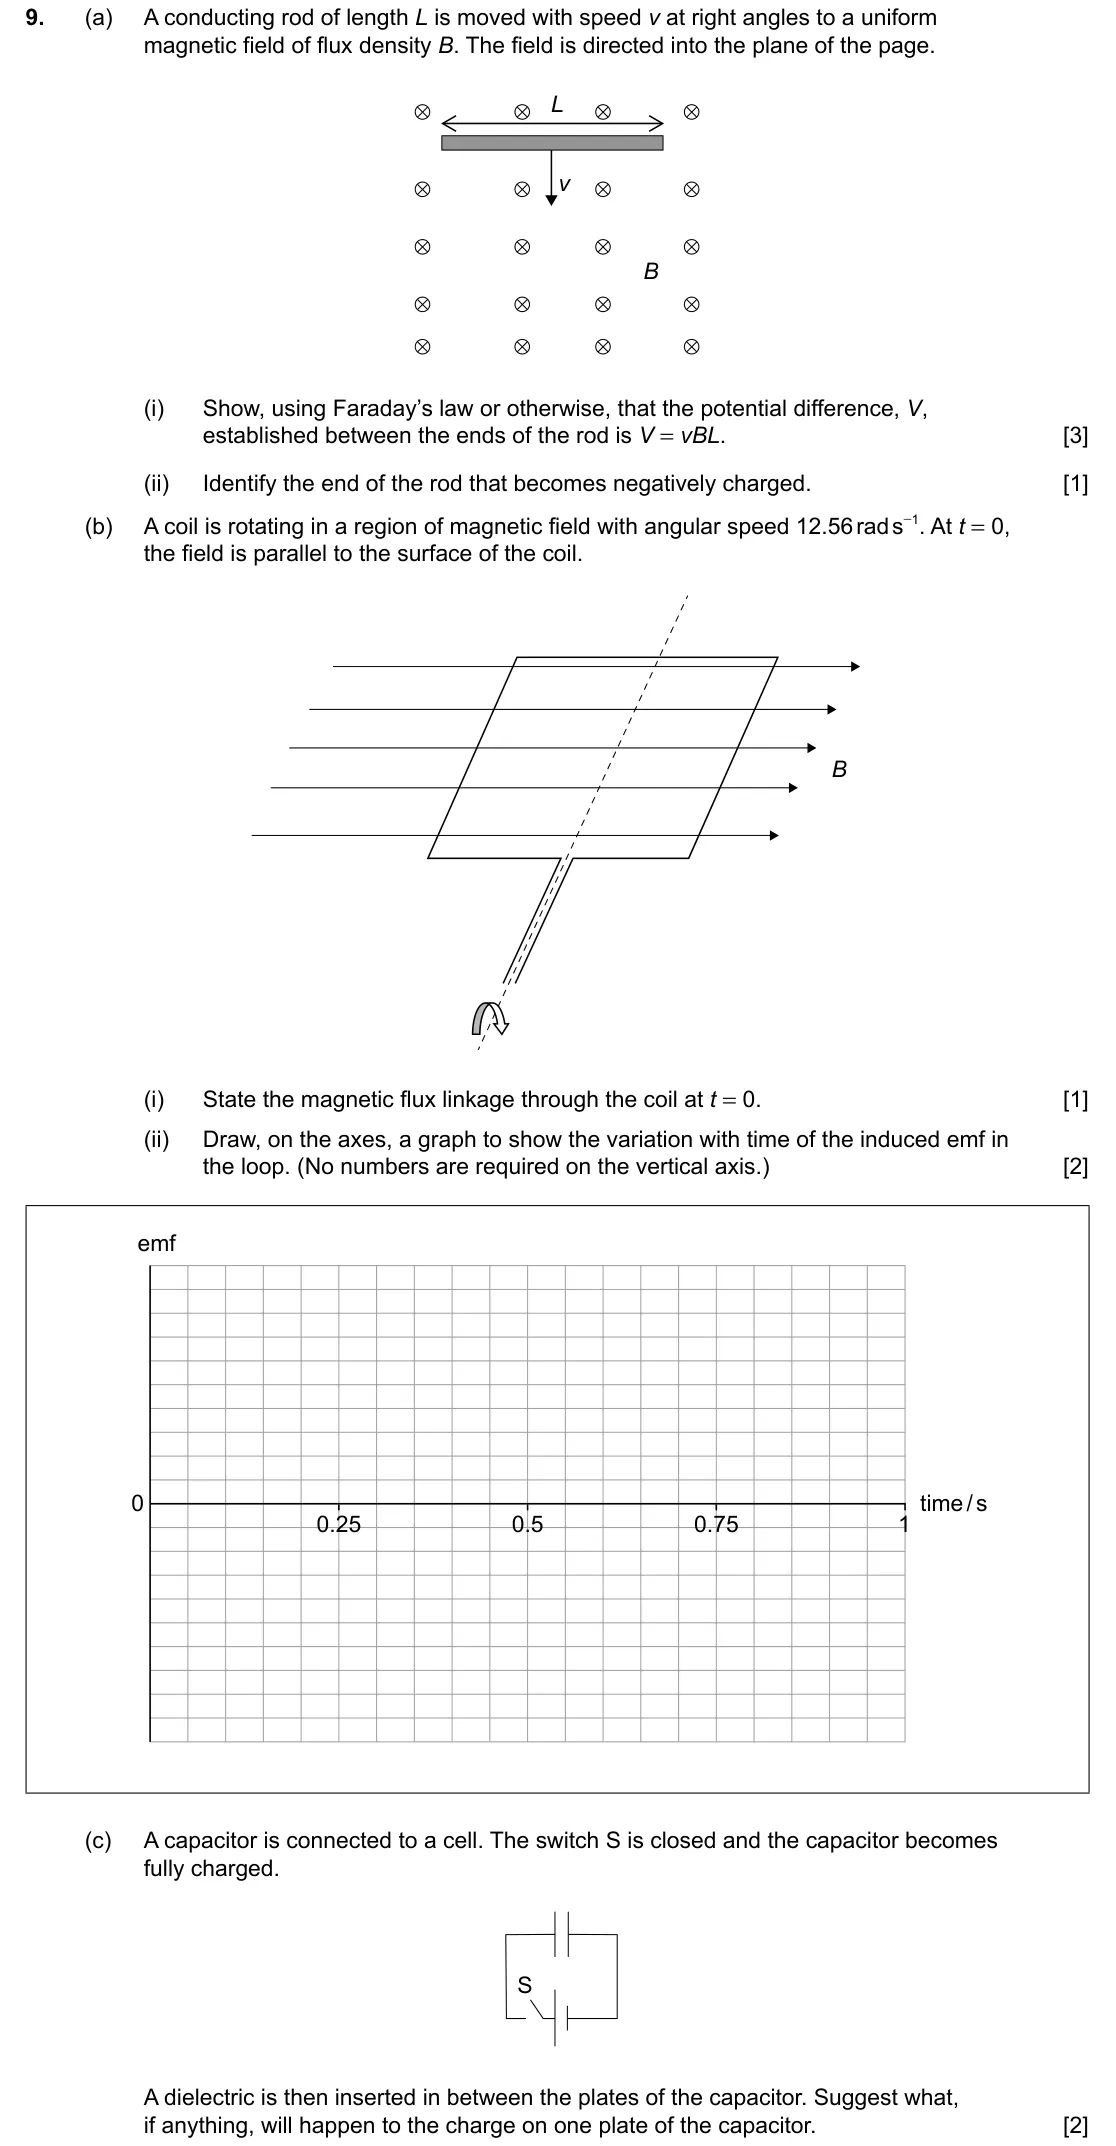 9. (a) A conducting rod of length L is moved with speed v at right angles to a uniform
magnetic field of flux density B. The field is directed into the plane of the page.
L
v
B
(i) Show, using Faraday’s law or otherwise, that the potential difference, V,
established between the ends of the rod is V = vBL. [3]
(ii) Identify the end of the rod that becomes negatively charged. [1]
(b) A coil is rotating in a region of magnetic field with angular speed 12.56 rad s⁻¹. At t = 0,
the field is parallel to the surface of the coil.
B
(i) State the magnetic flux linkage through the coil at t = 0. [1]
(ii) Draw, on the axes, a graph to show the variation with time of the induced emf in
the loop. (No numbers are required on the vertical axis.) [2]
emf
0 time / s
0.25 0.5 0.75 1
(c) A capacitor is connected to a cell. The switch S is closed and the capacitor becomes
fully charged.
S
A dielectric is then inserted in between the plates of the capacitor. Suggest what,
if anything, will happen to the charge on one plate of the capacitor. [2]